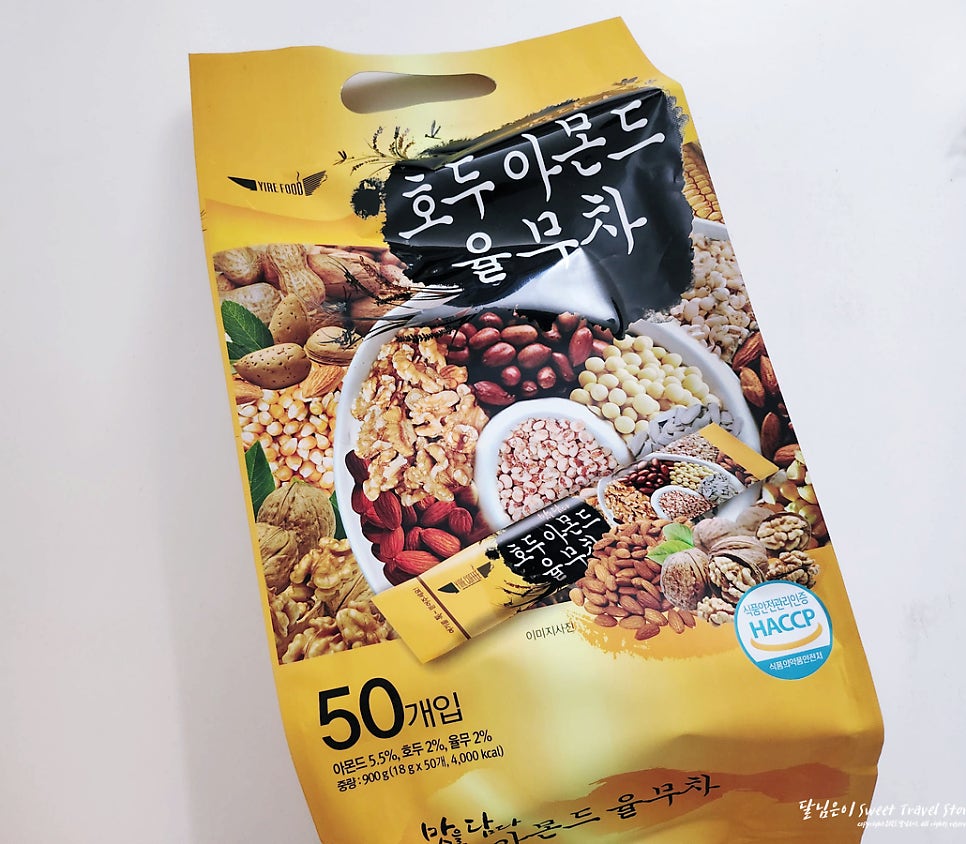 YIRE FOOD
호두 아몬드
율무차
호두 아몬드
율무차
이미지사진
식품안전관리인증
HACCP
식품의약품안전처
50개입
아몬드 5.5%, 호두 2%, 율무 2%
중량 : 900 g (18 g x 50개, 4,000 kcal)
맛을 담다
아몬드 율무차
달님은이 Sweet Travel Stor